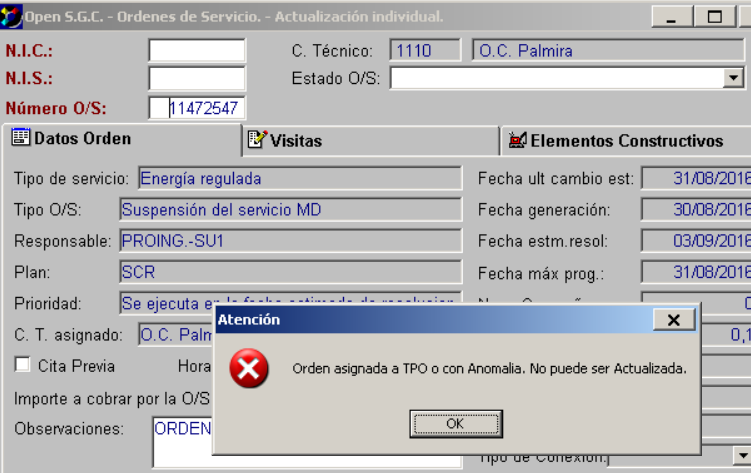 Open S.G.C. - Ordenes de Servicio. - Actualización individual.
N.I.C.: C. Técnico: 1110 O.C. Palmira
N.I.S.: Estado O/S:
Número O/S: 11472547
Datos Orden Visitas Elementos Constructivos
Tipo de servicio: Energía regulada Fecha ult cambio est: 31/08/2016
Tipo O/S: Suspensión del servicio MD Fecha generación: 30/08/2016
Responsable: PROING.-SU1 Fecha estm.resol: 03/09/2016
Plan: SCR Fecha máx prog.: 31/08/2016
Prioridad: Se ejecuta en la fecha estimada de resolucion 0
C. T. asignado: O.C. Palm 0,1
Cita Previa Hora
Importe a cobrar por la O/S
Observaciones: ORDEN
Tipo de Conexión:
Atención
Orden asignada a TPO o con Anomalia. No puede ser Actualizada.
OK